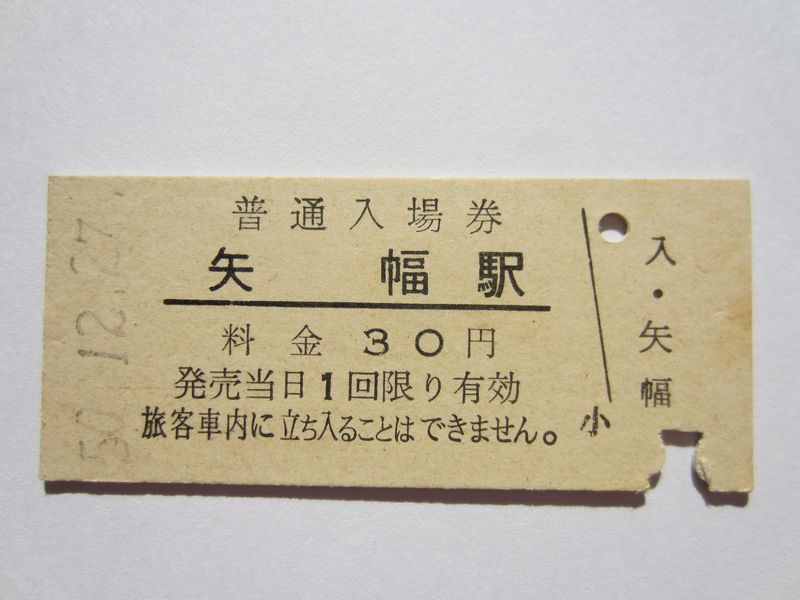 50.12.27
普通入場券
矢幅駅
料金30円
発売当日1回限り有効
旅客車内に立ち入ることはできません。
小
入・矢幅